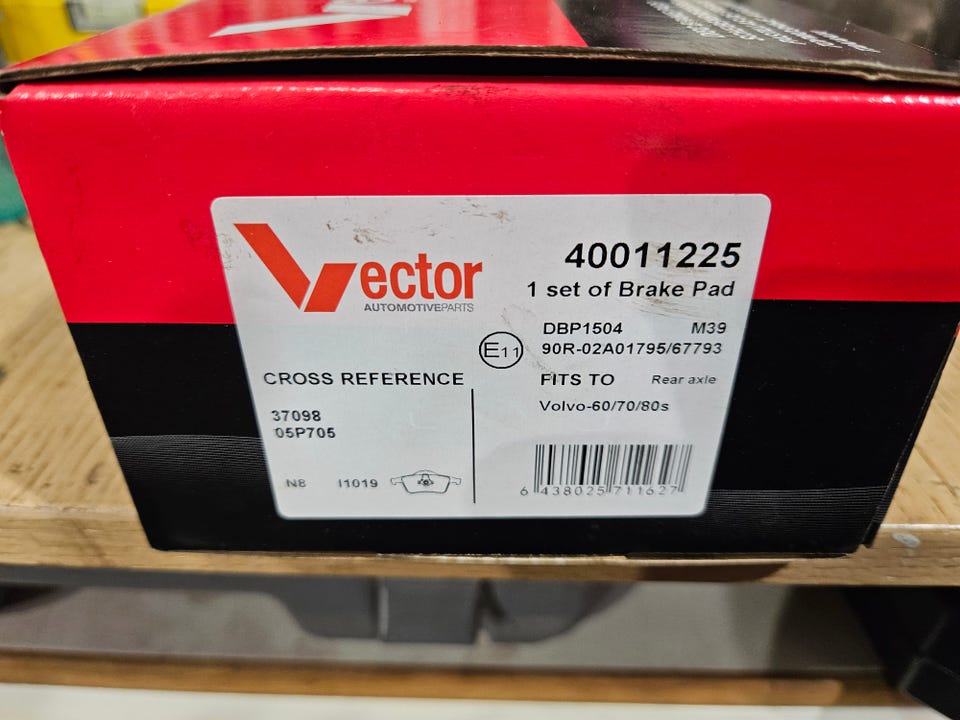 Vector
AUTOMOTIVEPARTS
40011225
1 set of Brake Pad
DBP1504 M39
E11
90R-02A01795/67793
CROSS REFERENCE
37098
05P705
N8 I1019
FITS TO Rear axle
Volvo-60/70/80s
6 438025 711627